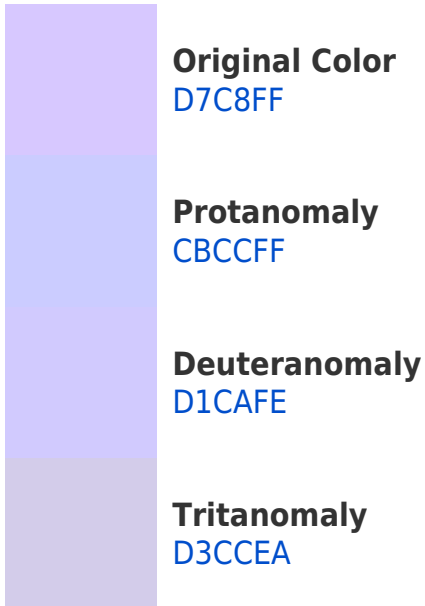 Original Color
D7C8FF
Protanomaly
CBCCFF
Deuteranomaly
D1CAFE
Tritanomaly
D3CCEA